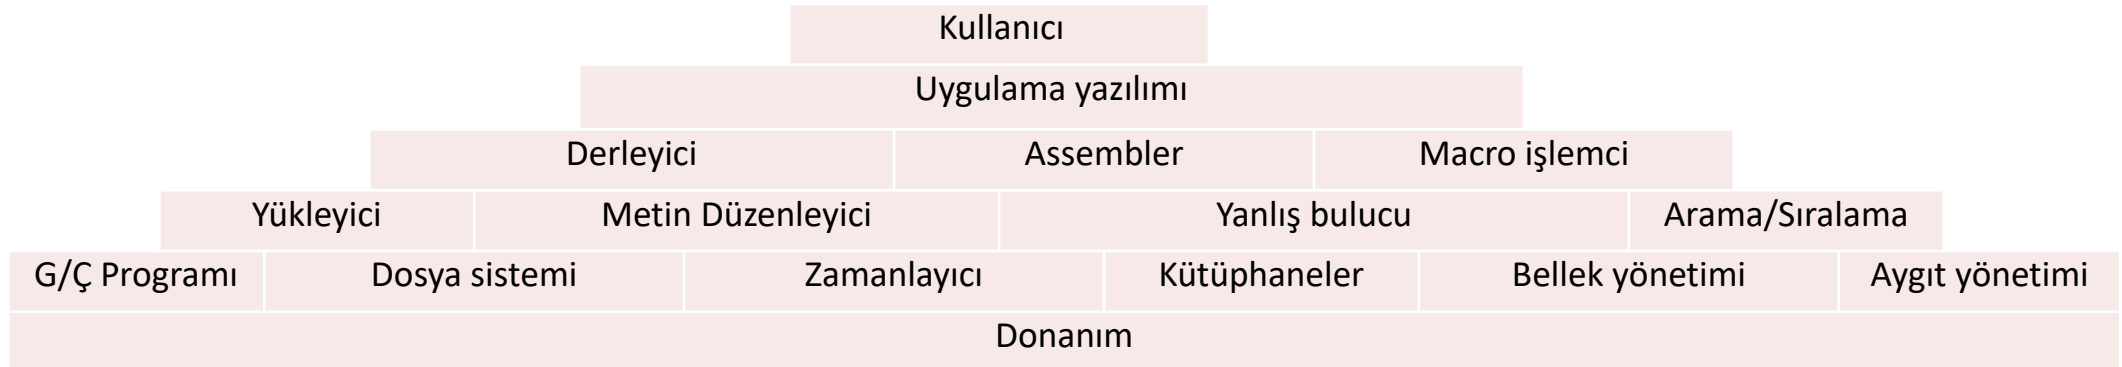 Kullanıcı
Uygulama yazılımı
Derleyici Assembler Macro işlemci
Yükleyici Metin Düzenleyici Yanlış bulucu Arama/Sıralama
G/Ç Programı Dosya sistemi Zamanlayıcı Kütüphaneler Bellek yönetimi Aygıt yönetimi
Donanım